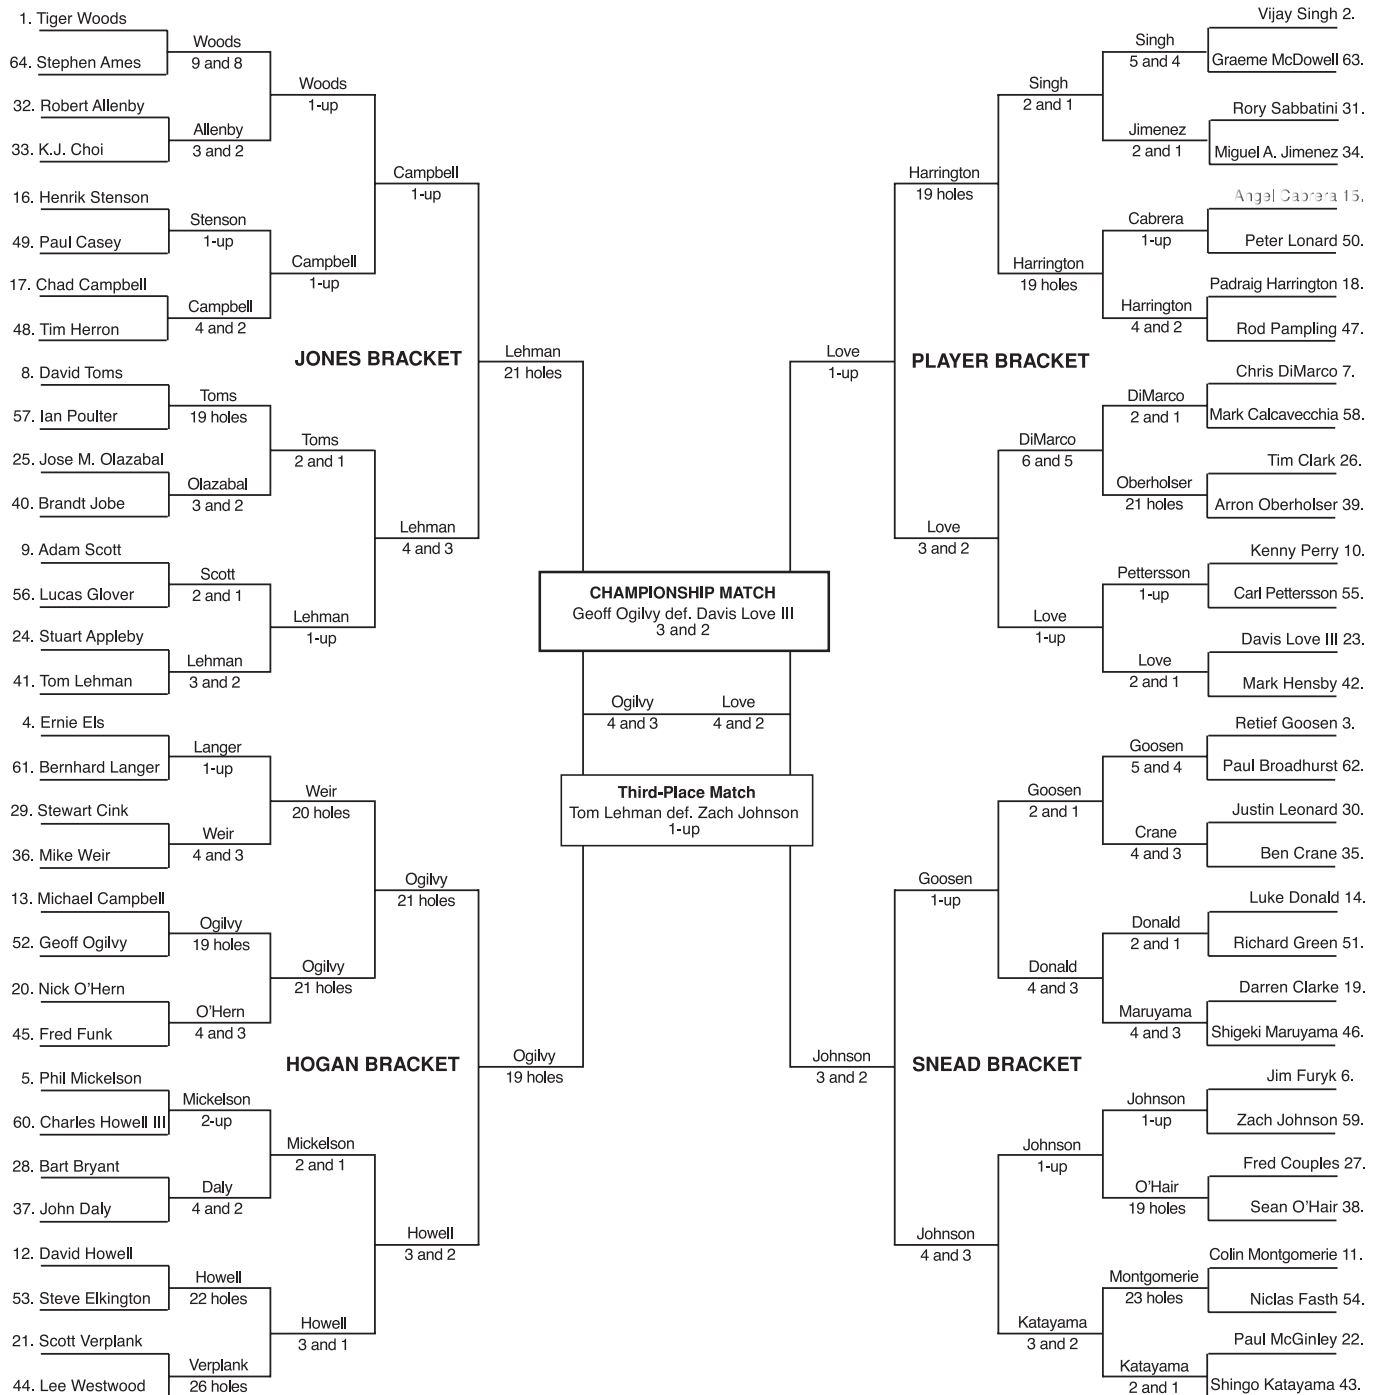 1. Tiger Woods
64. Stephen Ames
32. Robert Allenby
33. K.J. Choi
16. Henrik Stenson
49. Paul Casey
17. Chad Campbell
48. Tim Herron
8. David Toms
57. Ian Poulter
25. Jose M. Olazabal
40. Brandt Jobe
9. Adam Scott
56. Lucas Glover
24. Stuart Appleby
41. Tom Lehman
Woods
9 and 8
Allenby
3 and 2
Stenson
1-up
Campbell
4 and 2
Toms
19 holes
Olazabal
3 and 2
Scott
2 and 1
Lehman
3 and 2
Woods
1-up
Campbell
1-up
Toms
2 and 1
Lehman
1-up
Campbell
1-up
Lehman
4 and 3
JONES BRACKET
Lehman
21 holes
4. Ernie Els
61. Bernhard Langer
29. Stewart Cink
36. Mike Weir
13. Michael Campbell
52. Geoff Ogilvy
20. Nick O'Hern
45. Fred Funk
5. Phil Mickelson
60. Charles Howell III
28. Bart Bryant
37. John Daly
12. David Howell
53. Steve Elkington
21. Scott Verplank
44. Lee Westwood
Langer
1-up
Weir
4 and 3
Ogilvy
19 holes
O'Hern
4 and 3
Mickelson
2-up
Daly
4 and 2
Howell
22 holes
Verplank
26 holes
Weir
20 holes
Ogilvy
21 holes
Mickelson
2 and 1
Howell
3 and 1
Ogilvy
21 holes
Howell
3 and 2
HOGAN BRACKET
Ogilvy
19 holes
CHAMPIONSHIP MATCH
Geoff Ogilvy def. Davis Love III
3 and 2
Ogilvy
4 and 3
Love
4 and 2
Third-Place Match
Tom Lehman def. Zach Johnson
1-up
Vijay Singh 2.
Graeme McDowell 63.
Rory Sabbatini 31.
Miguel A. Jimenez 34.
Angel Cabrera 15.
Peter Lonard 50.
Padraig Harrington 18.
Rod Pampling 47.
Chris DiMarco 7.
Mark Calcavecchia 58.
Tim Clark 26.
Arron Oberholser 39.
Kenny Perry 10.
Carl Pettersson 55.
Davis Love III 23.
Mark Hensby 42.
Singh
5 and 4
Jimenez
2 and 1
Cabrera
1-up
Harrington
4 and 2
DiMarco
2 and 1
Oberholser
21 holes
Pettersson
1-up
Love
2 and 1
Singh
2 and 1
Harrington
19 holes
DiMarco
6 and 5
Love
1-up
Harrington
19 holes
Love
3 and 2
PLAYER BRACKET
Love
1-up
Retief Goosen 3.
Paul Broadhurst 62.
Justin Leonard 30.
Ben Crane 35.
Luke Donald 14.
Richard Green 51.
Darren Clarke 19.
Shigeki Maruyama 46.
Jim Furyk 6.
Zach Johnson 59.
Fred Couples 27.
Sean O'Hair 38.
Colin Montgomerie 11.
Niclas Fasth 54.
Paul McGinley 22.
Shingo Katayama 43.
Goosen
5 and 4
Crane
4 and 3
Donald
2 and 1
Maruyama
4 and 3
Johnson
1-up
O'Hair
19 holes
Montgomerie
23 holes
Katayama
2 and 1
Goosen
2 and 1
Donald
4 and 3
Johnson
1-up
Katayama
3 and 2
Goosen
1-up
Johnson
4 and 3
SNEAD BRACKET
Johnson
3 and 2